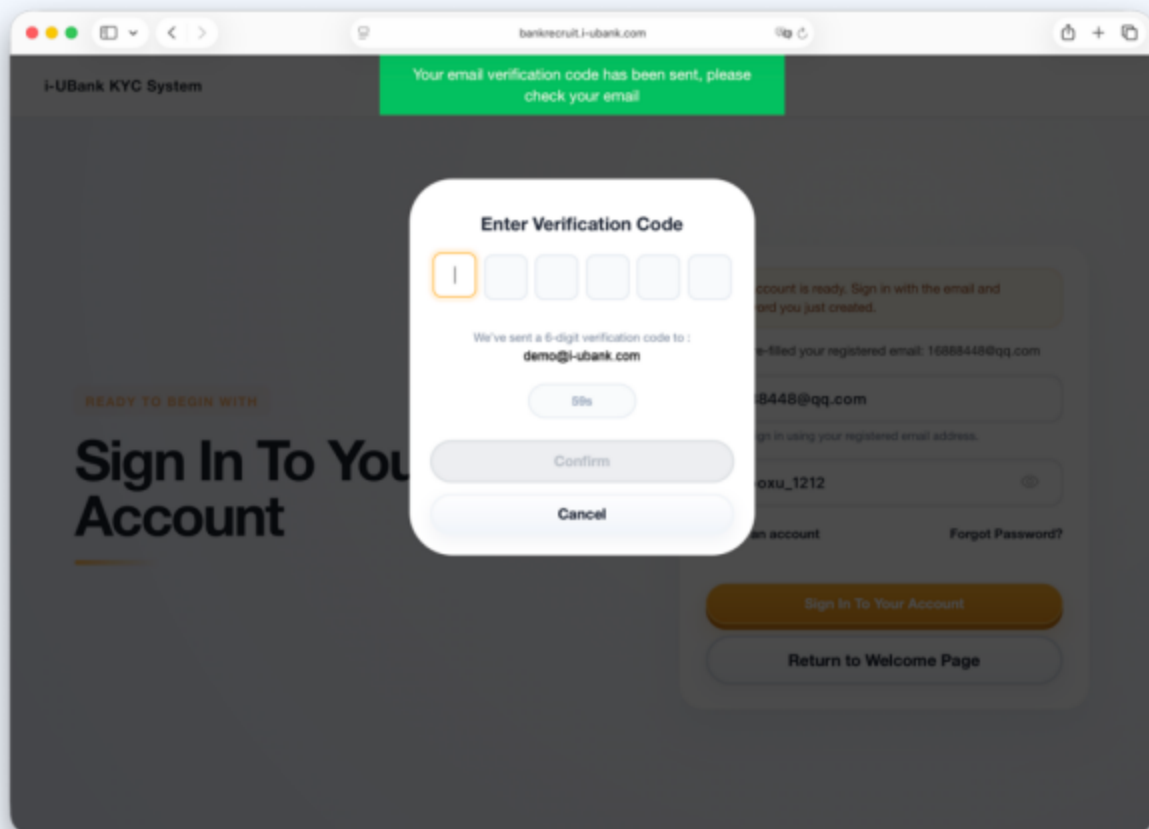 bankrecruit.i-ubank.com
i-UBank KYC System
Your email verification code has been sent, please
check your email
Enter Verification Code
We've sent a 6-digit verification code to :
demo@i-ubank.com
59s
Confirm
Cancel
READY TO BEGIN WITH
Sign In To You
Account
ccount is ready. Sign in with the email and
ord you just created.
e-filled your registered email: 16888448@qq.com
8448@qq.com
gn in using your registered email address.
oxu_1212
an account
Forgot Password?
Sign In To Your Account
Return to Welcome Page